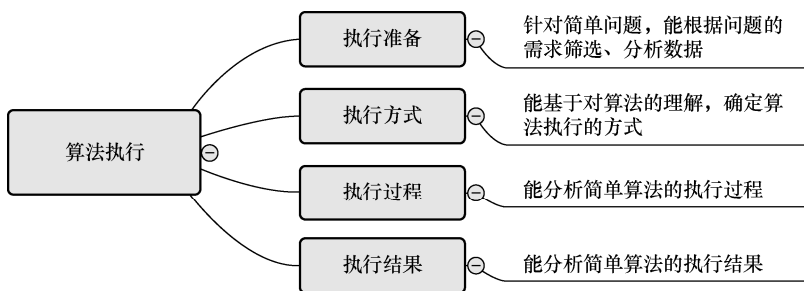 算法执行
执行准备
针对简单问题，能根据问题的
需求筛选、分析数据
执行方式
能基于对算法的理解，确定算
法执行的方式
执行过程
能分析简单算法的执行过程
执行结果
能分析简单算法的执行结果